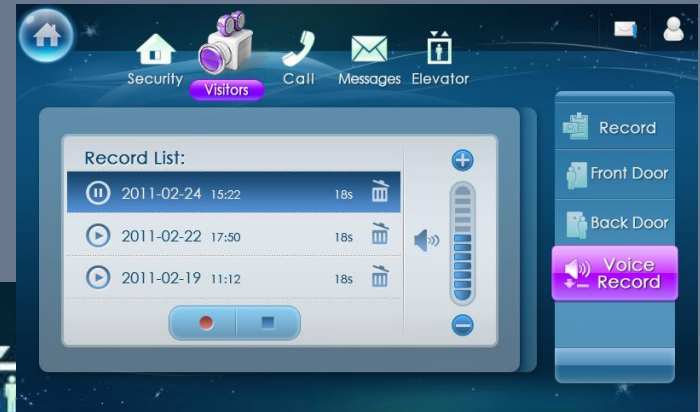 Security
Visitors
Call
Messages
Elevator
Record List:
2011-02-24 15:22 18s
2011-02-22 17:50 18s
2011-02-19 11:12 18s
Record
Front Door
Back Door
Voice
Record